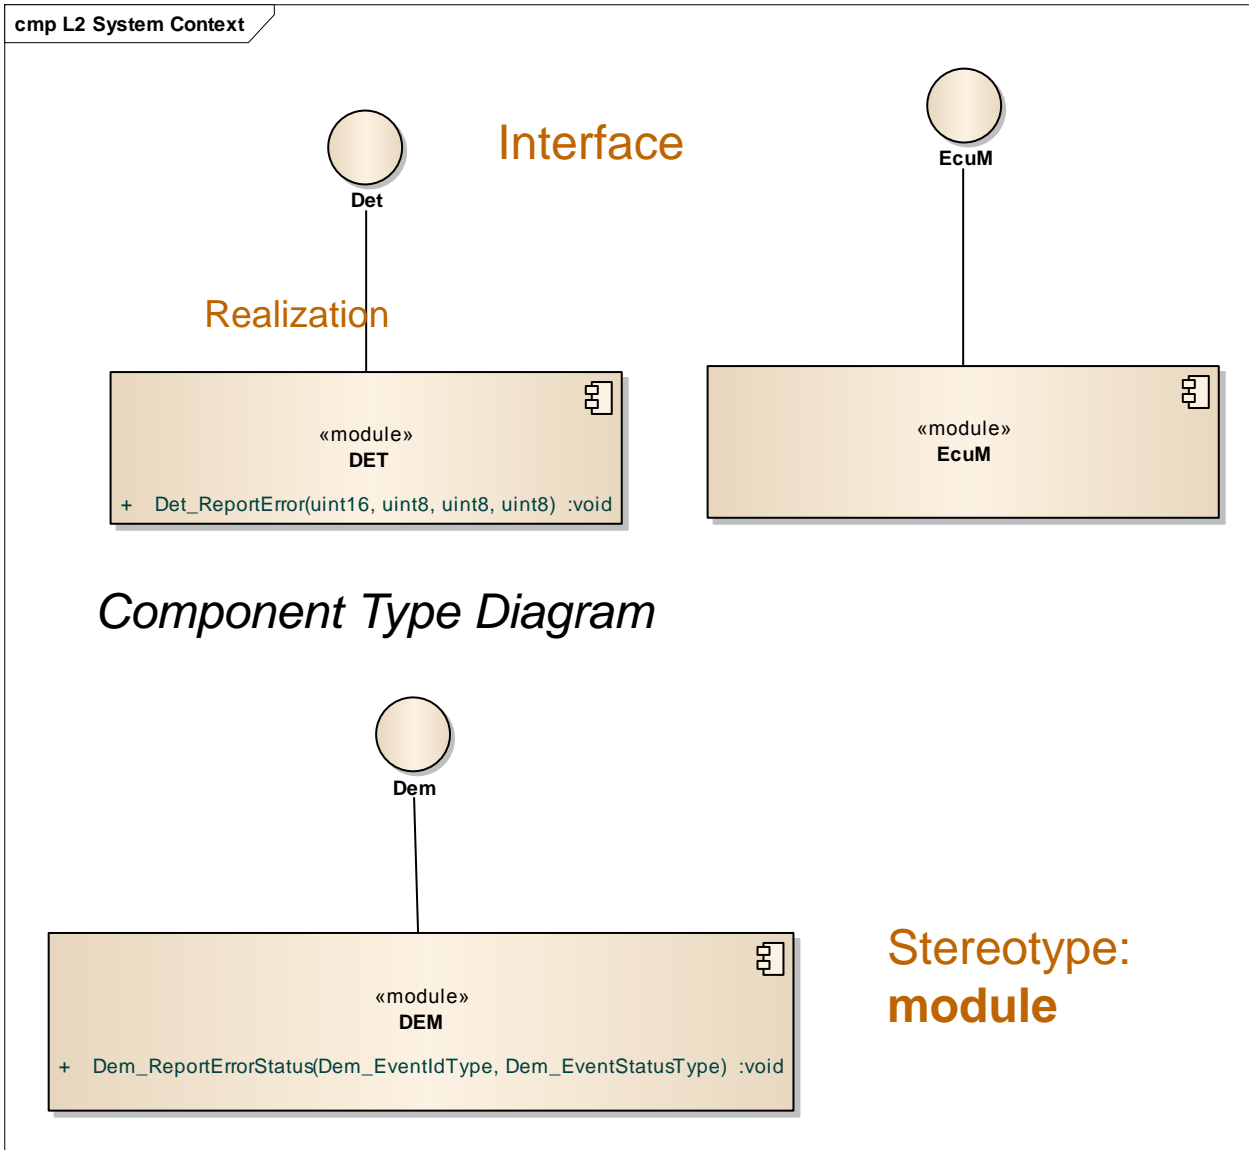 cmp L2 System Context
Interface
EcuM
Det
Realization
«module»
DET
+ Det_ReportError(uint16, uint8, uint8, uint8) :void
«module»
EcuM
Component Type Diagram
Dem
«module»
DEM
+ Dem_ReportErrorStatus(Dem_EventIdType, Dem_EventStatusType) :void
Stereotype:
module